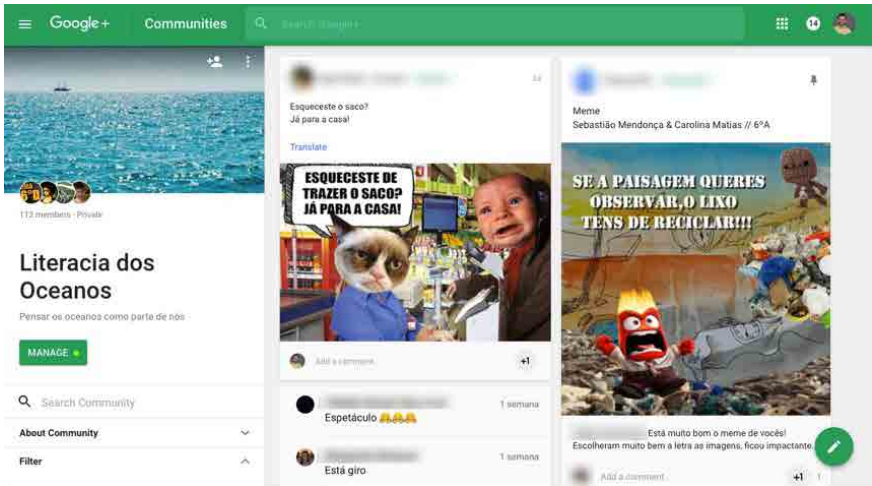 Google+
Communities
Search Google+
14
113 members - Private
Literacia dos
Oceanos
Pensar os oceanos como parte de nós
MANAGE
Search Community
About Community
Filter
Esqueceste o saco?
Já para a casa!
Translate
ESQUECESTE DE
TRAZER O SACO?
JÁ PARA A CASA!
Add a comment...
+1
1 semana
Espetáculo
1 semana
Está giro
Meme
Sebastião Mendonça & Carolina Matias // 6ºA
SE A PAISAGEM QUERES
OBSERVAR,O LIXO
TENS DE RECICLAR!!!
Está muito bom o meme de vocês!
Escolheram muito bem a letra as imagens, ficou impactante.
Add a comment...
+1
1